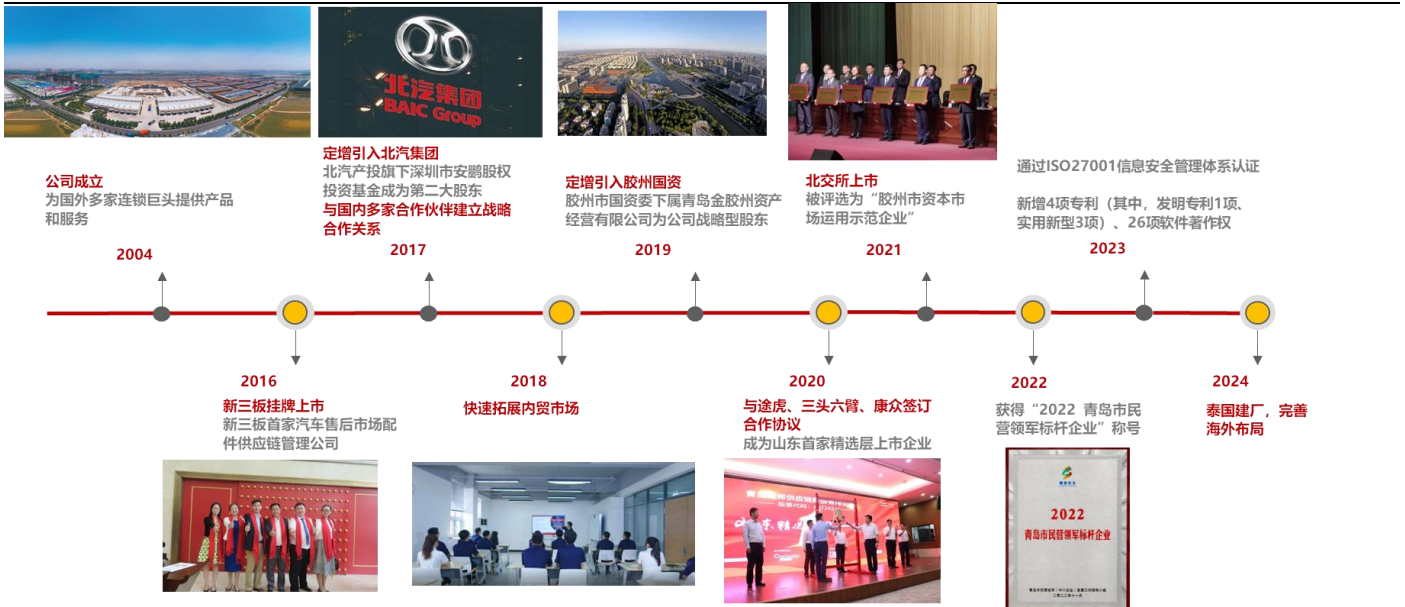 北汽集团
BAIC Group
公司成立
为国外多家连锁巨头提供产品
和服务
2004
定增引入北汽集团
北汽产投旗下深圳市安鹏股权
投资基金成为第二大股东
与国内多家合作伙伴建立战略
合作关系
2017
定增引入胶州国资
胶州市国资委下属青岛金胶州资产
经营有限公司为公司战略型股东
2019
北交所上市
被评选为“胶州市资本市
场运用示范企业”
2021
通过ISO27001信息安全管理体系认证
新增4项专利（其中，发明专利1项、
实用新型3项）、26项软件著作权
2023
2016
新三板挂牌上市
新三板首家汽车售后市场配
件供应链管理公司
2018
快速拓展内贸市场
2020
与途虎、三头六臂、康众签订
合作协议
成为山东首家精选层上市企业
2022
获得“2022 青岛市民
营领军标杆企业”称号
2022
青岛市民营领军标杆企业
2024
泰国建厂，完善
海外布局